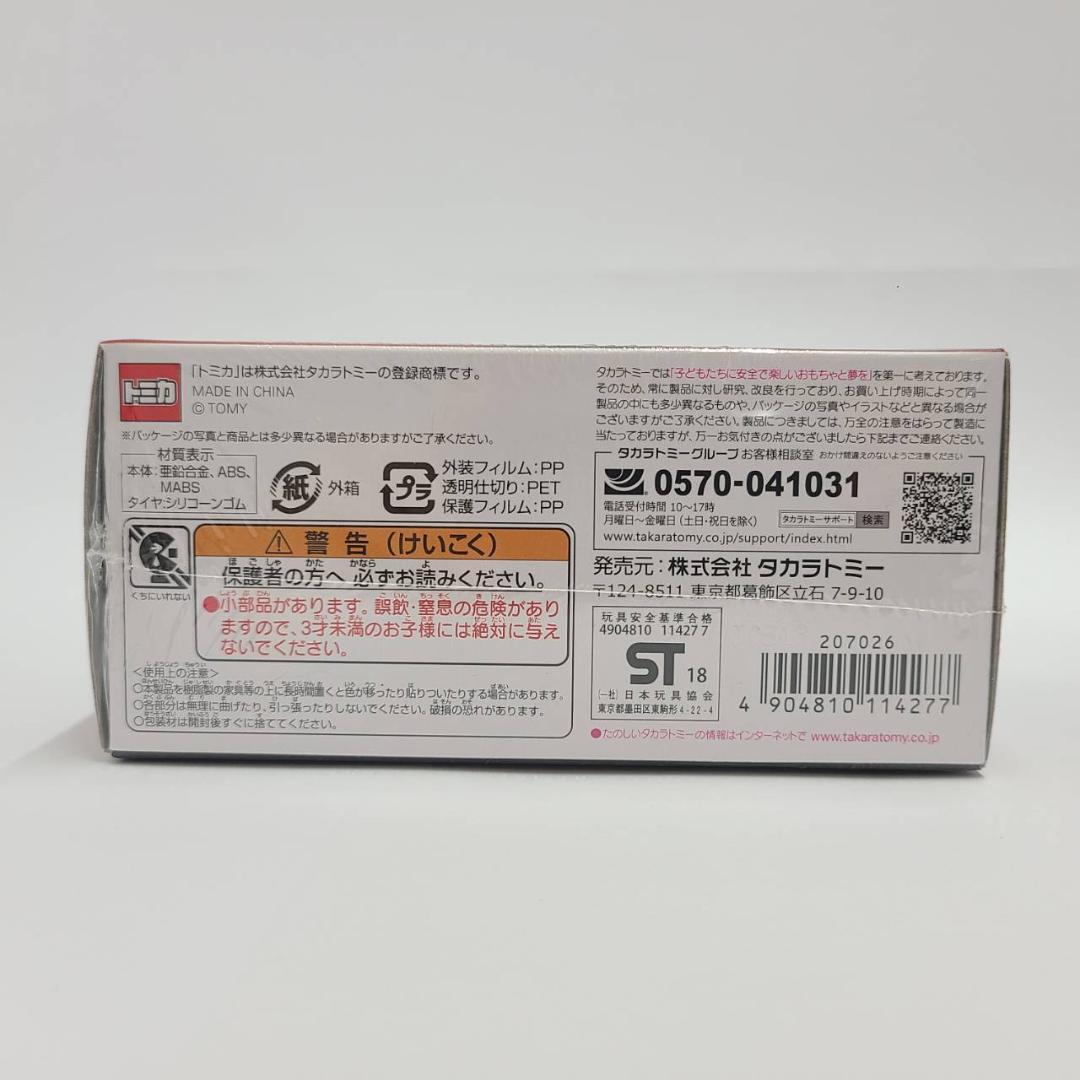 トミカ
「トミカ」は株式会社タカラトミーの登録商標です。
MADE IN CHINA
© TOMY
※パッケージの写真と商品とは多少異なる場合がありますがご了承ください。
材質表示
本体:亜鉛合金、ABS、
MABS
タイヤ:シリコーンゴム
紙 外箱
プラ
外装フィルム:PP
透明仕切り:PET
保護フィルム:PP
くちにいれない
⚠ 警告(けいこく)
保護者の方へ 必ずお読みください。
●小部品があります。誤飲・窒息の危険があり
ますので、3才未満のお子様には絶対に与え
ないでください。
<使用上の注意>
○本製品を樹脂製の家具等の上に長時間置くと色が移ったり貼りついたりする場合があります。
○各部分は無理に曲げたり、引っ張ったりしないでください。破損の恐れがあります。
○包装材は開封後すぐに捨ててください。
タカラトミーでは「子どもたちに安全で楽しいおもちゃと夢を」を第一に考えております。
そのため、常に製品に対し研究、改良を行っており、お買い上げ時期によって同一
製品の中にも多少異なるものや、パッケージの写真やイラストなどと異なる場合が
ございますがご了承ください。製品につきましては、万全の注意をはらって製造に
当たっておりますが、万一お気付きの点がございましたら下記までご連絡ください。
タカラトミーグループ お客様相談室 おかけ間違えのないようご注意ください
0570-041031
電話受付時間 10〜17時
月曜日〜金曜日(土・日・祝日を除く)
タカラトミーサポート 検索
www.takaratomy.co.jp/support/index.html
発売元:株式会社 タカラトミー
〒124-8511 東京都葛飾区立石 7-9-10
玩具安全基準合格
4904810 11427 7
ST 18
(一社)日本玩具協会
東京都墨田区東駒形4-22-4
207026
4 904810 114277
●たのしいタカラトミーの情報はインターネットで www.takaratomy.co.jp